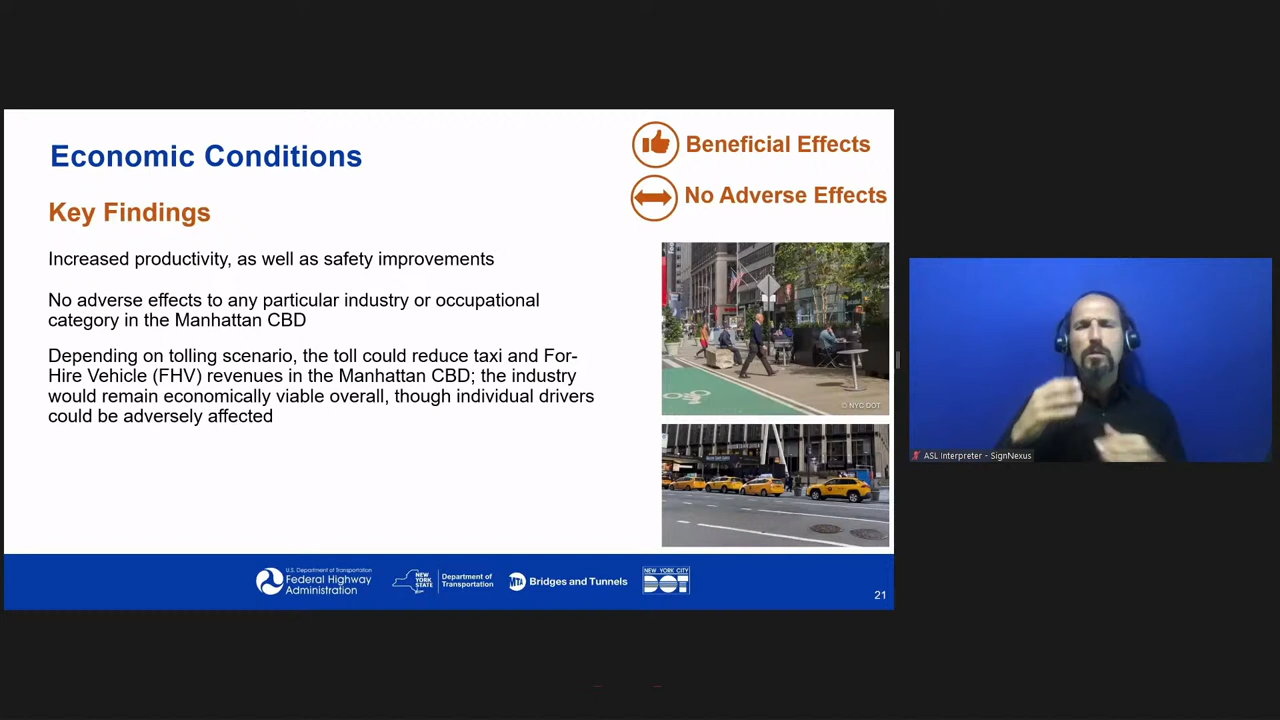 Economic Conditions
Beneficial Effects
No Adverse Effects
Key Findings
Increased productivity, as well as safety improvements
No adverse effects to any particular industry or occupational
category in the Manhattan CBD
Depending on tolling scenario, the toll could reduce taxi and For-
Hire Vehicle (FHV) revenues in the Manhattan CBD; the industry
would remain economically viable overall, though individual drivers
could be adversely affected
© NYC DOT
ASL Interpreter - SignNexus
U.S. Department of Transportation
Federal Highway
Administration
NEW
YORK
STATE
Department of
Transportation
MTA
Bridges and Tunnels
NEW YORK CITY
DOT
21